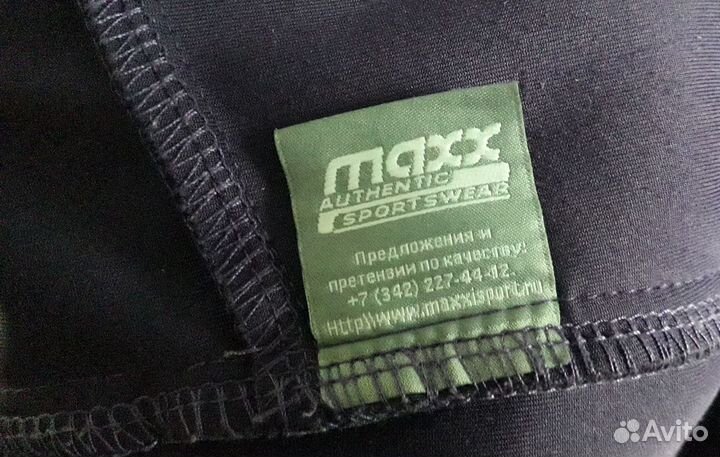 maxx
AUTHENTIC
SPORTSWEAR
Предложения и
претензии по качеству:
+7 (342) 227-44-12.
Http\\www.maxxisport.ru
Avito